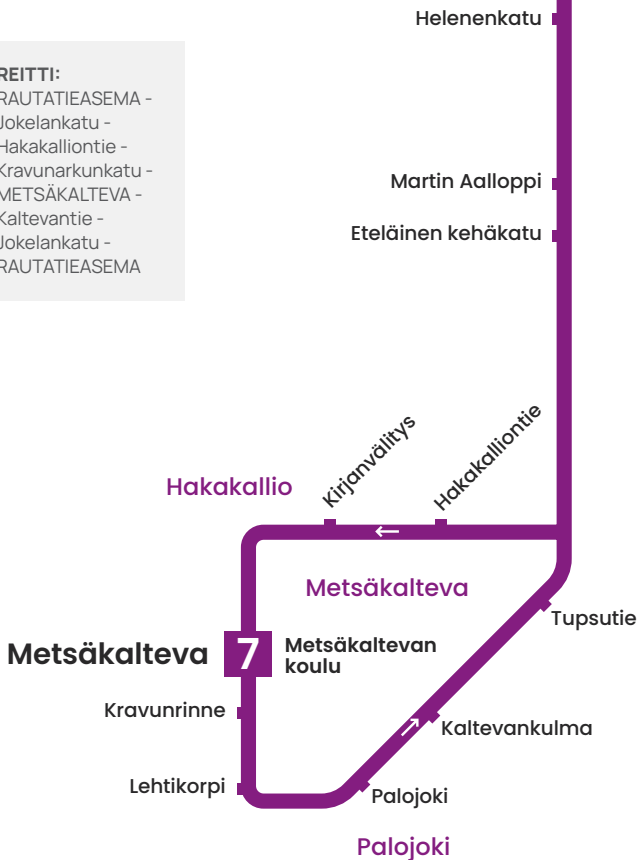 Helenenkatu
REITTI:
RAUTATIEASEMA -
Jokelankatu -
Hakakalliontie -
Kravunarkunkatu -
METSÄKALTEVA -
Kaltevantie -
Jokelankatu -
RAUTATIEASEMA
Martin Aalloppi
Eteläinen kehäkatu
Kirjanvälitys
Hakakalliontie
Hakakallio
←
Metsäkalteva
Tupsutie
Metsäkalteva 7 Metsäkaltevan
koulu
Kravunrinne
→
Kaltevankulma
Lehtikorpi
Palojoki
Palojoki